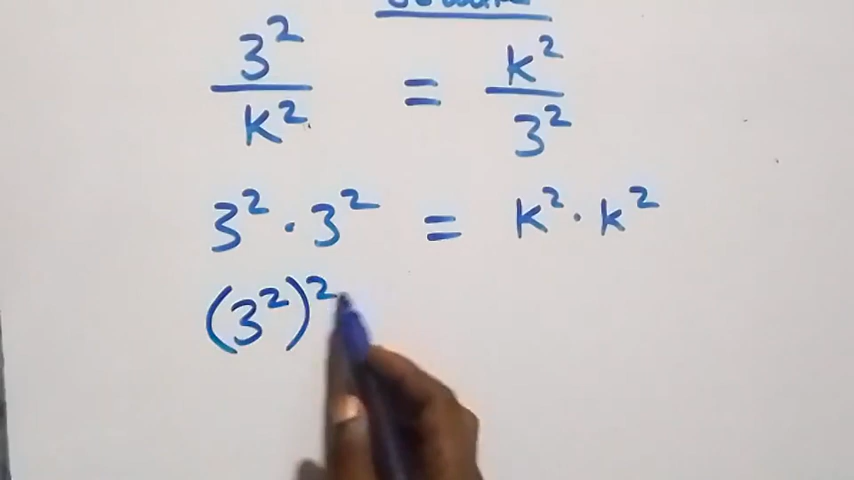 3²/k² = k²/3²
3² · 3² = k² · k²
(3²)²